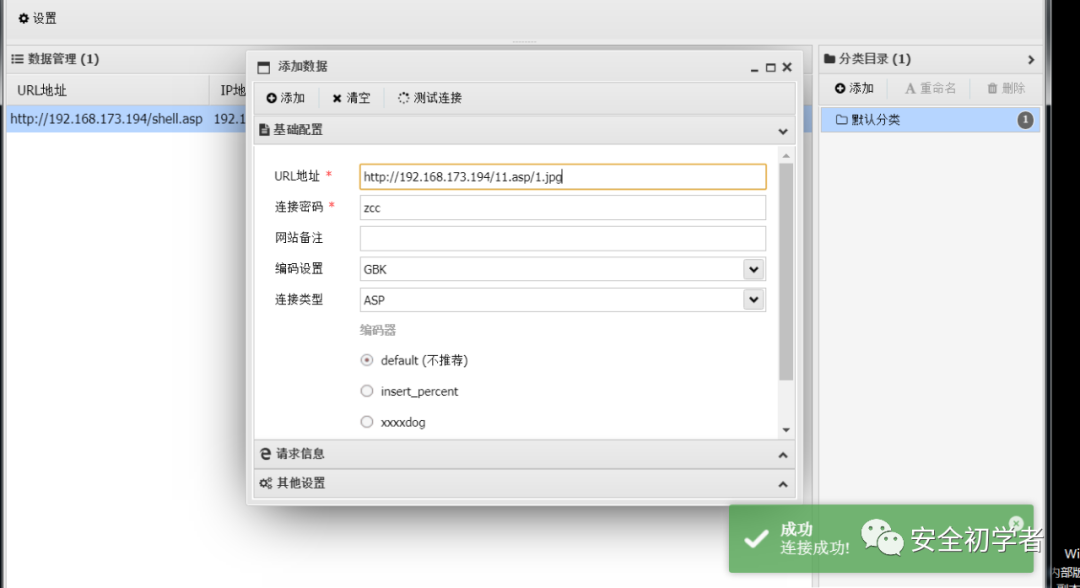 设置
数据管理 (1)
URL地址 IP地
http://192.168.173.194/shell.asp 192.1
添加数据
添加 清空 测试连接
基础配置
URL地址 * http://192.168.173.194/11.asp/1.jpg
连接密码 * zcc
网站备注
编码设置 GBK
连接类型 ASP
编码器
default (不推荐)
insert_percent
xxxxdog
请求信息
其他设置
分类目录 (1)
添加 重命名 删除
默认分类 1
成功
连接成功!
安全初学者
Wi
内部版